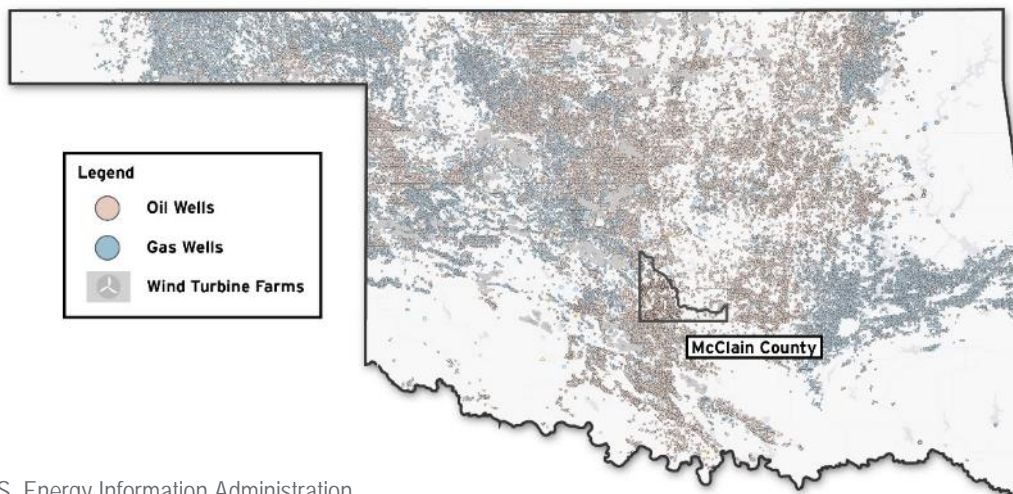 Legend
Oil Wells
Gas Wells
Wind Turbine Farms
McClain County
S. Energy Information Administration